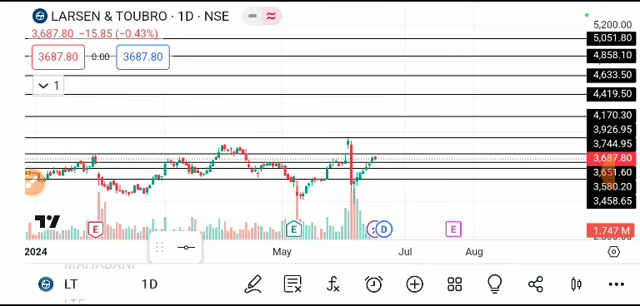 LARSEN & TOUBRO · 1D · NSE
3,687.80 −15.85 (−0.43%)
3687.80 0.00 3687.80
1
5,200.00
5,051.80
4,858.10
4,633.50
4,419.50
4,170.30
3,926.95
3,744.95
3,687.80
3,651.60
3,580.20
3,458.65
1.747 M
E E D E
2024 May Jul Aug
LT 1D